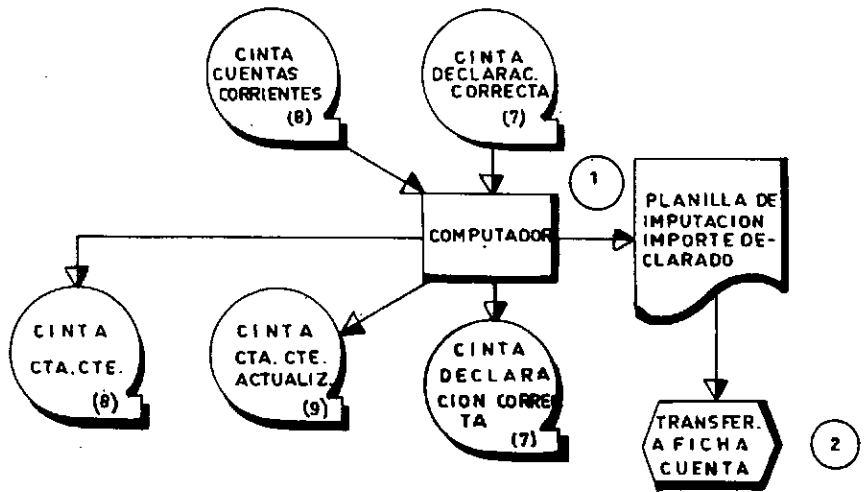 CINTA
CUENTAS
CORRIENTES
(8)
CINTA
DECLARAC.
CORRECTA
(7)
1
COMPUTADOR
PLANILLA DE
IMPUTACION
IMPORTE DE-
CLARADO
CINTA
CTA. CTE.
(8)
CINTA
CTA. CTE.
ACTUALIZ.
(9)
CINTA
DECLARA
CION CORREC
TA
(7)
TRANSFER.
A FICHA
CUENTA
2